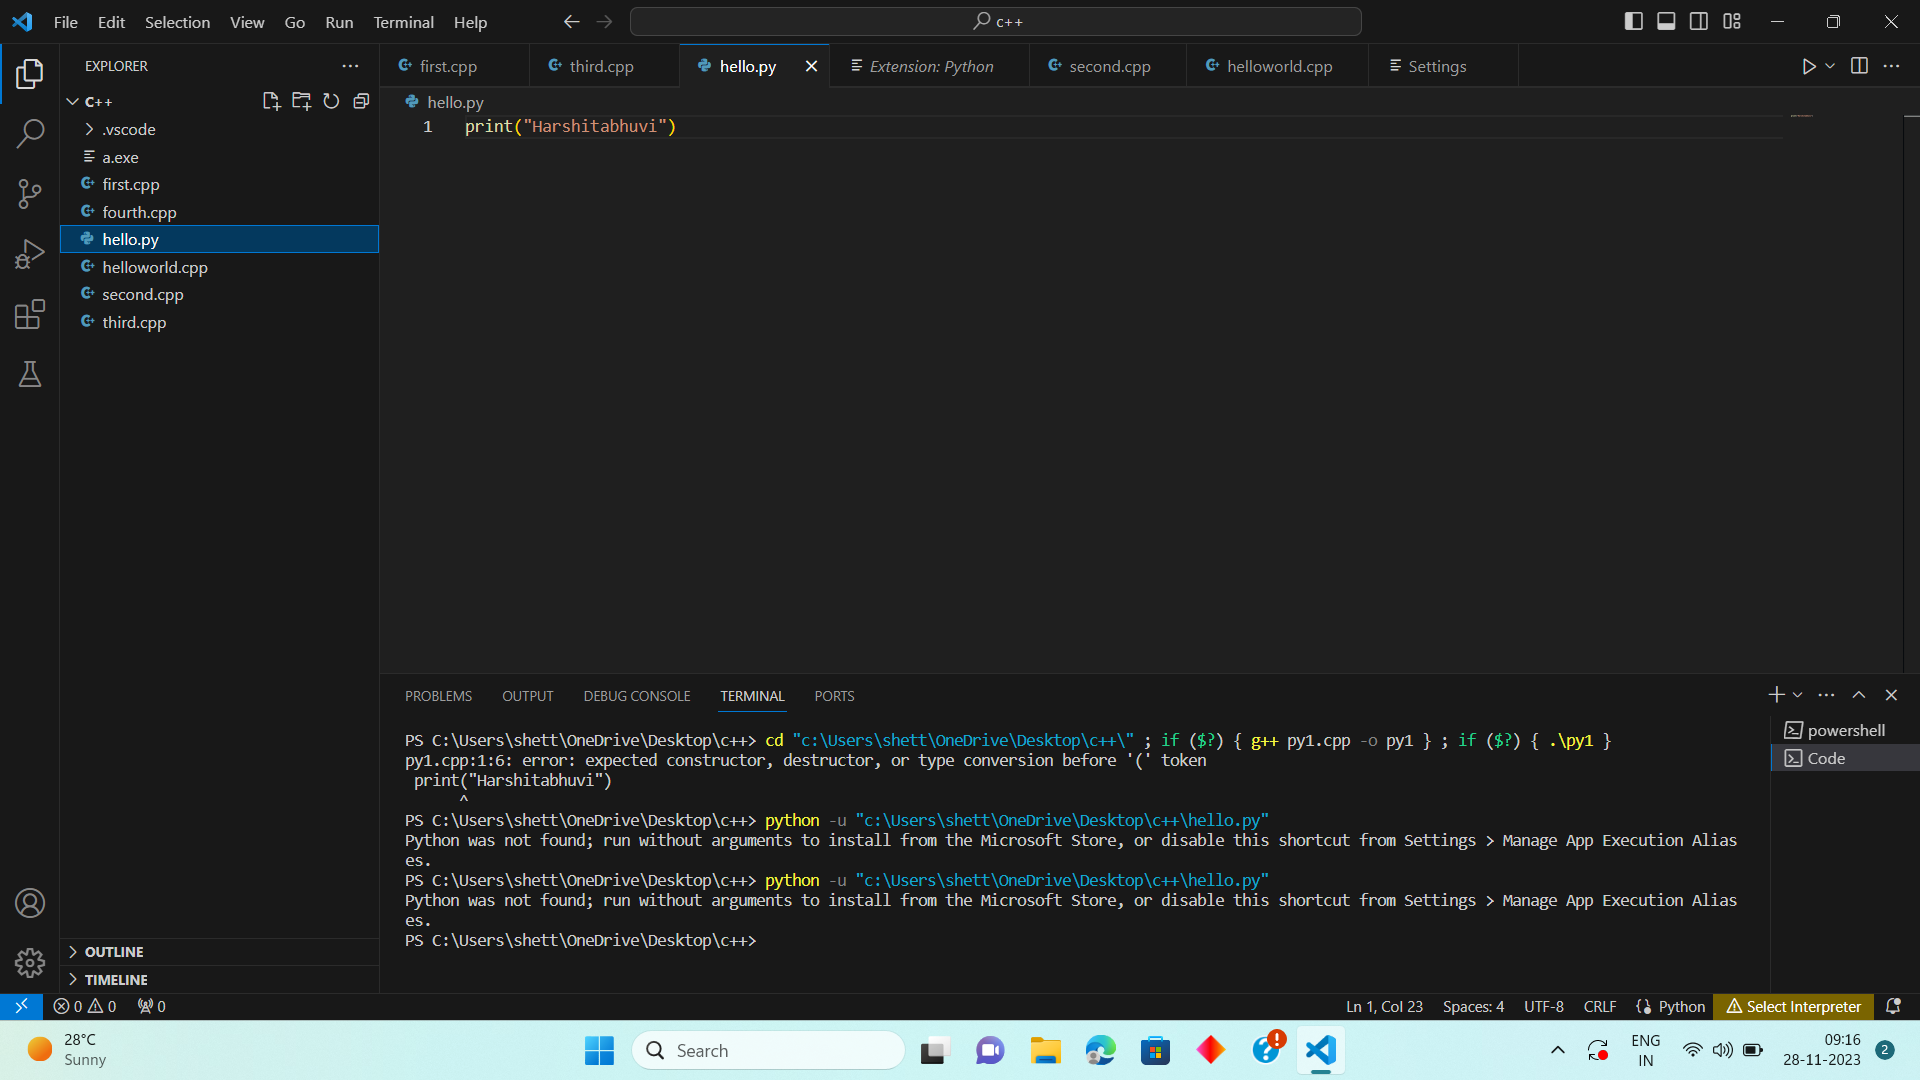 File Edit Selection View Go Run Terminal Help
c++
EXPLORER
first.cpp third.cpp hello.py Extension: Python second.cpp helloworld.cpp Settings
C++
.vscode
a.exe
first.cpp
fourth.cpp
hello.py
helloworld.cpp
second.cpp
third.cpp
OUTLINE
TIMELINE
hello.py
1 print("Harshitabhuvi")
PROBLEMS OUTPUT DEBUG CONSOLE TERMINAL PORTS
PS C:\Users\shett\OneDrive\Desktop\c++> cd "c:\Users\shett\OneDrive\Desktop\c++\" ; if ($?) { g++ py1.cpp -o py1 } ; if ($?) { .\py1 }
py1.cpp:1:6: error: expected constructor, destructor, or type conversion before '(' token
print("Harshitabhuvi")
^
PS C:\Users\shett\OneDrive\Desktop\c++> python -u "c:\Users\shett\OneDrive\Desktop\c++\hello.py"
Python was not found; run without arguments to install from the Microsoft Store, or disable this shortcut from Settings > Manage App Execution Alias
es.
PS C:\Users\shett\OneDrive\Desktop\c++> python -u "c:\Users\shett\OneDrive\Desktop\c++\hello.py"
Python was not found; run without arguments to install from the Microsoft Store, or disable this shortcut from Settings > Manage App Execution Alias
es.
PS C:\Users\shett\OneDrive\Desktop\c++>
powershell
Code
0 0 0
Ln 1, Col 23 Spaces: 4 UTF-8 CRLF Python Select Interpreter
28°C
Sunny
Search
ENG
IN
09:16
28-11-2023
2